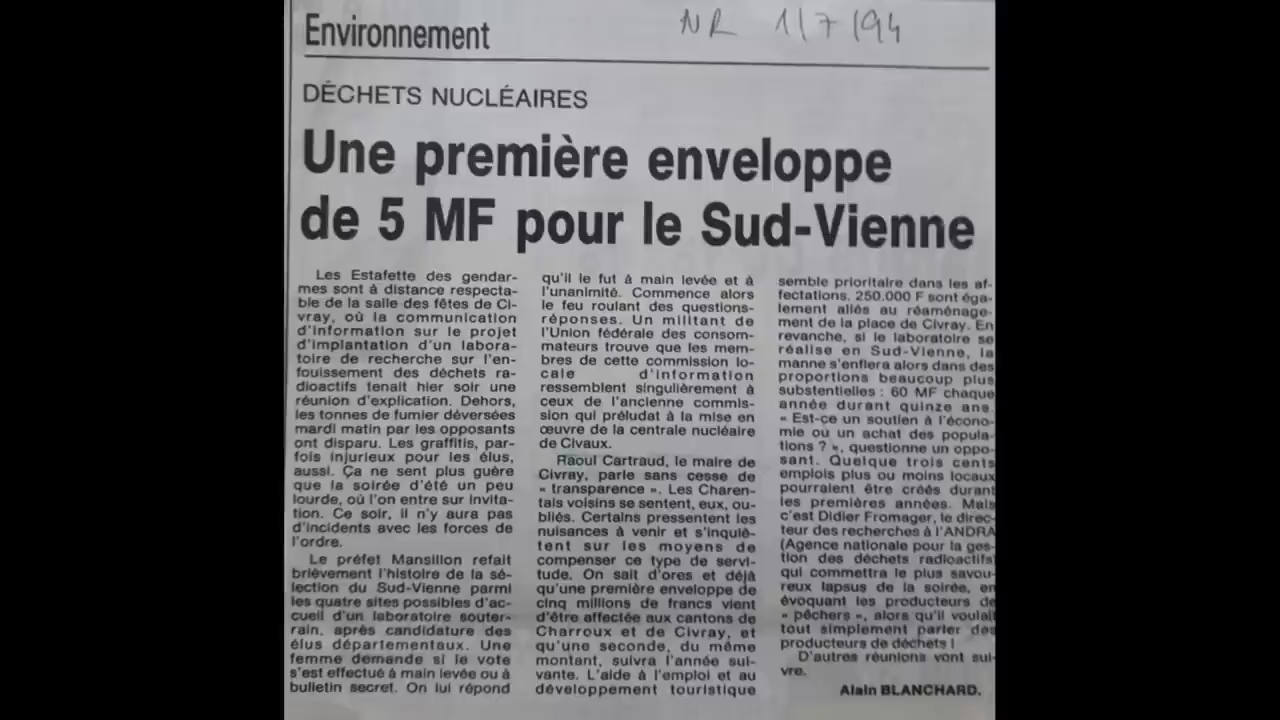 Environnement
NR 1/7/94
DÉCHETS NUCLÉAIRES
Une première enveloppe
de 5 MF pour le Sud-Vienne
Les Estafette des gendar-
mes sont à distance respecta-
ble de la salle des fêtes de Ci-
vray, où la communication
d'information sur le projet
d'implantation d'un labora-
toire de recherche sur l'en-
fouissement des déchets ra-
dioactifs tenait hier soir une
réunion d'explication. Dehors,
les tonnes de fumier déversées
mardi matin par les opposants
ont disparu. Les graffitis, par-
fois injurieux pour les élus,
aussi. Ça ne sent plus guère
que la soirée d'été un peu
lourde, où l'on entre sur invita-
tion. Ce soir, il n'y aura pas
d'incidents avec les forces de
l'ordre.
Le préfet Mansillon refait
brièvement l'histoire de la sé-
lection du Sud-Vienne parmi
les quatre sites possibles d'ac-
cueil d'un laboratoire souter-
rain, après candidature des
élus départementaux. Une
femme demande si le vote
s'est effectué à main levée ou à
bulletin secret. On lui répond
qu'il le fut à main levée et à
l'unanimité. Commence alors
le feu roulant des questions-
réponses. Un militant de
l'Union fédérale des consom-
mateurs trouve que les mem-
bres de cette commission lo-
cale d'information
ressemblent singulièrement à
ceux de l'ancienne commis-
sion qui préludat à la mise en
œuvre de la centrale nucléaire
de Civaux.
Raoul Cartraud, le maire de
Civray, parle sans cesse de
« transparence ». Les Charen-
tais voisins se sentent, eux, ou-
bliés. Certains pressentent les
nuisances à venir et s'inquiè-
tent sur les moyens de
compenser ce type de servi-
tude. On sait d'ores et déjà
qu'une première enveloppe de
cinq millions de francs vient
d'être affectée aux cantons de
Charroux et de Civray, et
qu'une seconde, du même
montant, suivra l'année sui-
vante. L'aide à l'emploi et au
développement touristique
semble prioritaire dans les af-
fectations. 250.000 F sont éga-
lement allés au réaménage-
ment de la place de Civray. En
revanche, si le laboratoire se
réalise en Sud-Vienne, la
manne s'enflera alors dans des
proportions beaucoup plus
substentielles : 60 MF chaque
année durant quinze ans.
« Est-ce un soutien à l'écono-
mie ou un achat des popula-
tions ? », questionne un oppo-
sant. Quelque trois cents
emplois plus ou moins locaux
pourraient être créés durant
les premières années. Mais
c'est Didier Fromager, le direc-
teur des recherches à l'ANDRA
(Agence nationale pour la ges-
tion des déchets radioactifs)
qui commettra le plus savou-
reux lapsus de la soirée, en
évoquant les producteurs de
« pêchers », alors qu'il voulait
tout simplement parler des
producteurs de déchets !
D'autres réunions vont sui-
vre.
Alain BLANCHARD.